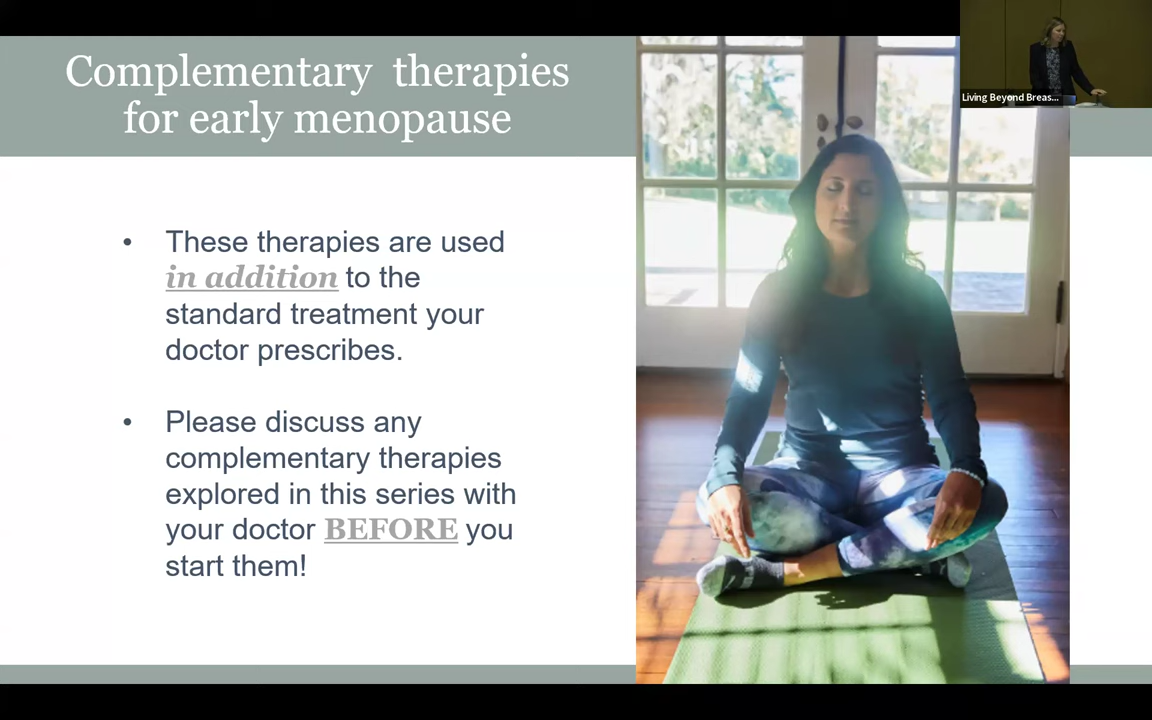 Complementary therapies
for early menopause
Living Beyond Breas...
• These therapies are used
in addition to the
standard treatment your
doctor prescribes.
• Please discuss any
complementary therapies
explored in this series with
your doctor BEFORE you
start them!